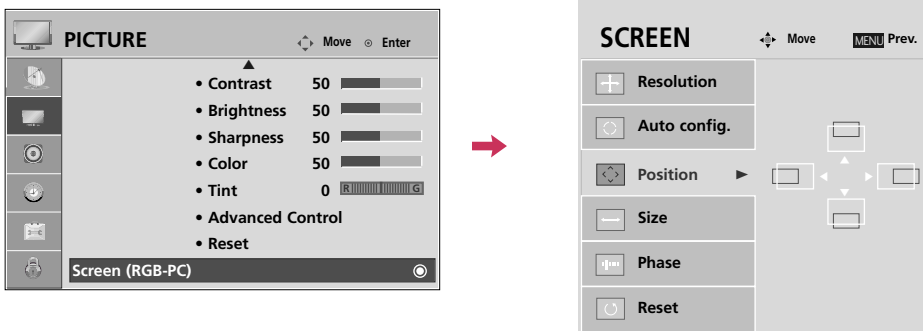 PICTURE
Move
Enter
• Contrast 50
• Brightness 50
• Sharpness 50
• Color 50
• Tint 0 R G
• Advanced Control
• Reset
Screen (RGB-PC)
SCREEN
Move
MENU Prev.
Resolution
Auto config.
Position
Size
Phase
Reset